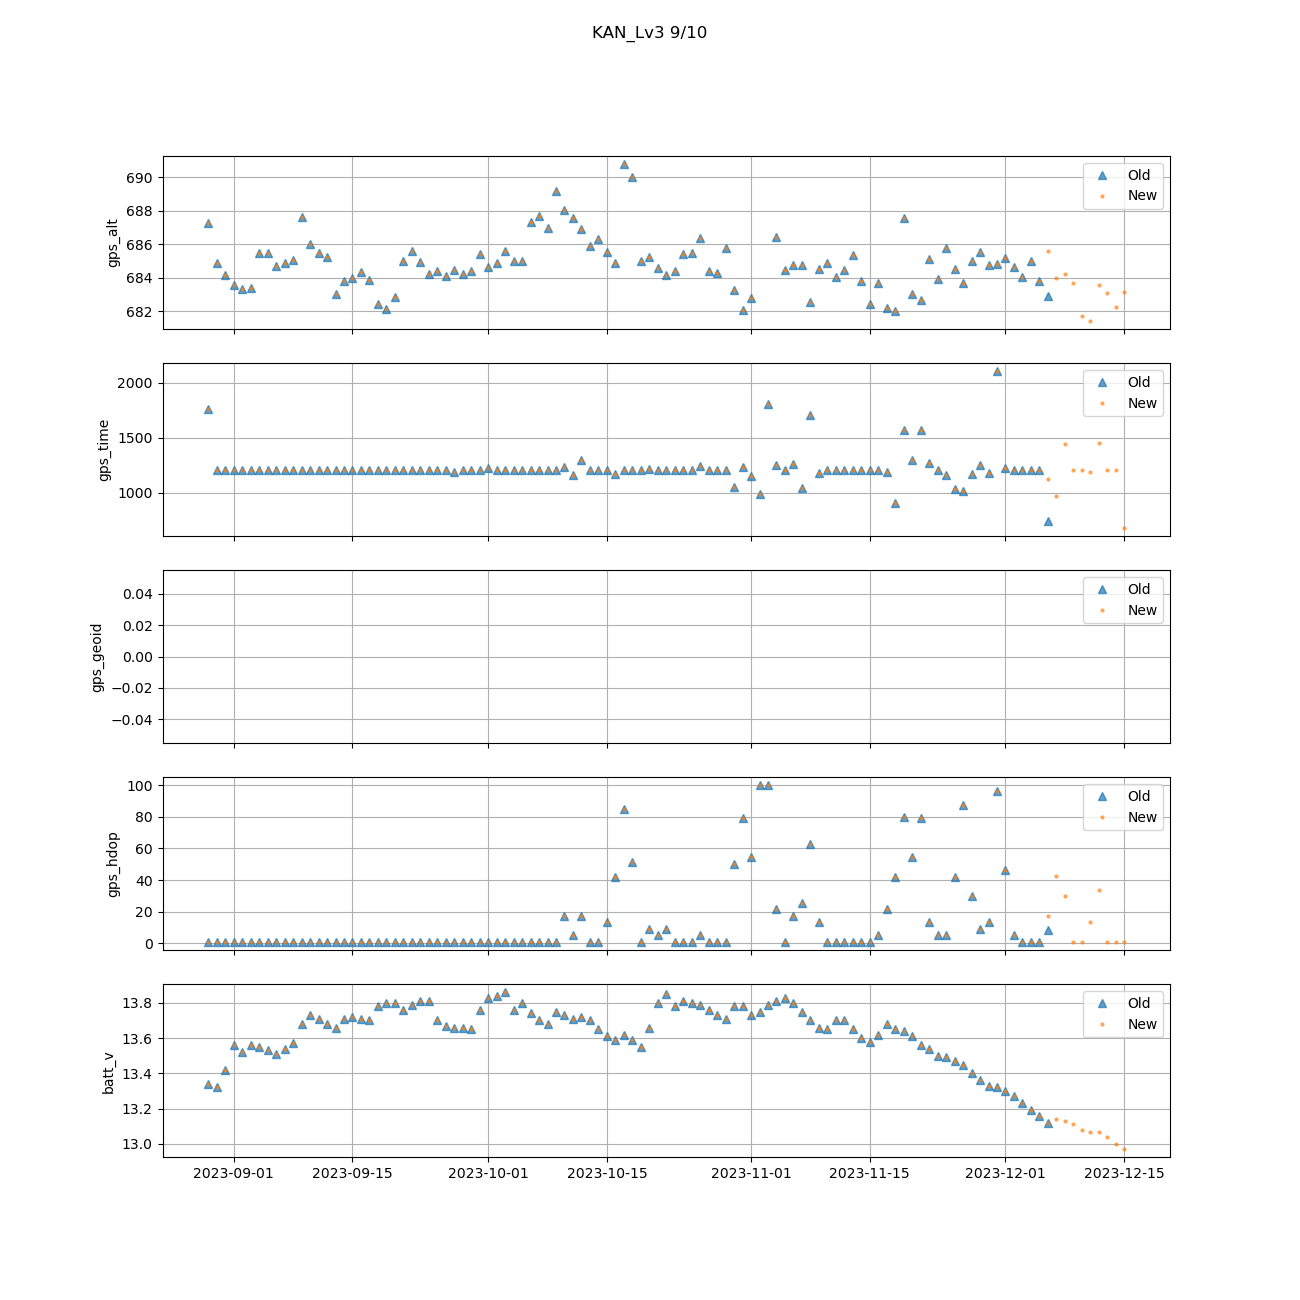 KAN_Lv3 9/10
gps_alt
690
688
686
684
682
Old
New
gps_time
2000
1500
1000
Old
New
gps_geoid
0.04
0.02
0.00
−0.02
−0.04
Old
New
gps_hdop
100
80
60
40
20
0
Old
New
batt_v
13.8
13.6
13.4
13.2
13.0
Old
New
2023-09-01 2023-09-15 2023-10-01 2023-10-15 2023-11-01 2023-11-15 2023-12-01 2023-12-15